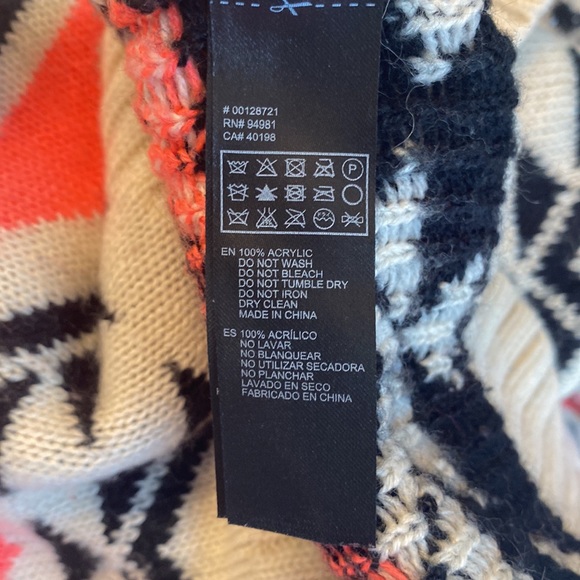 # 00128721
RN# 94981
CA# 40198
P
EN 100% ACRYLIC
DO NOT WASH
DO NOT BLEACH
DO NOT TUMBLE DRY
DO NOT IRON
DRY CLEAN
MADE IN CHINA
ES 100% ACRÍLICO
NO LAVAR
NO BLANQUEAR
NO UTILIZAR SECADORA
NO PLANCHAR
LAVADO EN SECO
FABRICADO EN CHINA